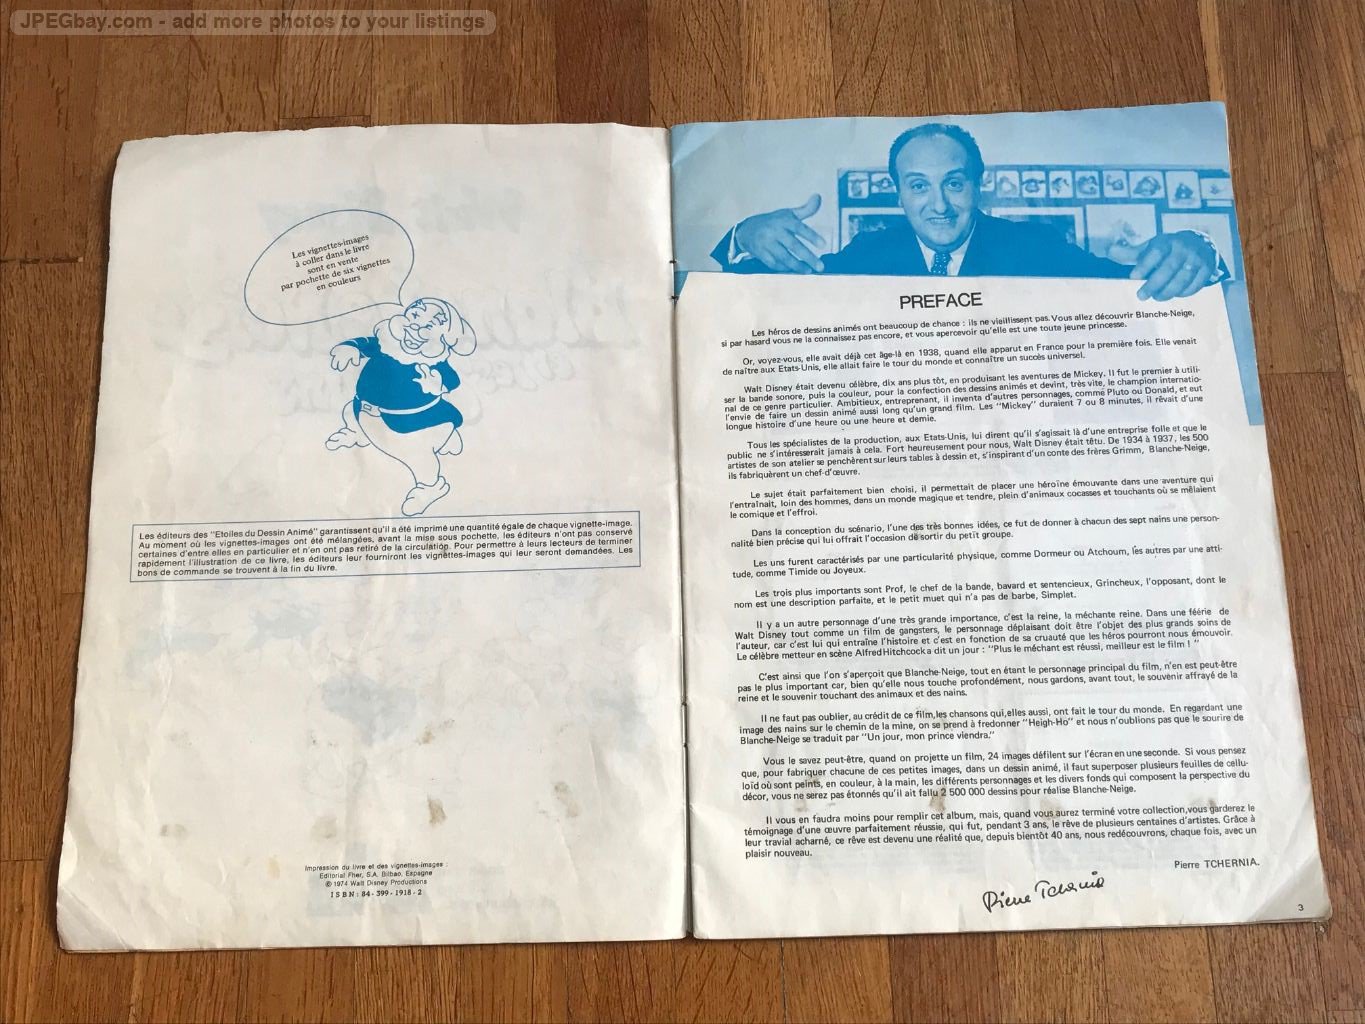 JPEGbay.com - add more photos to your listings
Les vignettes-images
à coller dans le livre
sont en vente
par pochette de six vignettes
en couleurs
Les éditeurs des "Etoiles du Dessin Animé" garantissent qu'il a été imprimé une quantité égale de chaque vignette-image.
Au moment où les vignettes-images ont été mélangées, avant la mise sous pochette, les éditeurs n'ont pas conservé
certaines d'entre elles en particulier et n'en ont pas retiré de la circulation. Pour permettre à leurs lecteurs de terminer
rapidement l'illustration de ce livre, les éditeurs leur fourniront les vignettes-images qui leur seront demandées. Les
bons de commande se trouvent à la fin du livre.
Impression du livre et des vignettes-images :
Editorial Fher, S.A. Bilbao, Espagne
© 1974 Walt Disney Productions
ISBN : 84 - 399 - 1918 - 2
PREFACE
Les héros de dessins animés ont beaucoup de chance : ils ne vieillissent pas. Vous allez découvrir Blanche-Neige,
si par hasard vous ne la connaissez pas encore, et vous apercevoir qu'elle est une toute jeune princesse.
Or, voyez-vous, elle avait déjà cet âge-là en 1938, quand elle apparut en France pour la première fois. Elle venait
de naître aux Etats-Unis, elle allait faire le tour du monde et connaître un succès universel.
Walt Disney était devenu célèbre, dix ans plus tôt, en produisant les aventures de Mickey. Il fut le premier à utili-
ser la bande sonore, puis la couleur, pour la confection des dessins animés et devint, très vite, le champion internatio-
nal de ce genre particulier. Ambitieux, entreprenant, il inventa d'autres personnages, comme Pluto ou Donald, et eut
l'envie de faire un dessin animé aussi long qu'un grand film. Les "Mickey" duraient 7 ou 8 minutes, il rêvait d'une
longue histoire d'une heure ou une heure et demie.
Tous les spécialistes de la production, aux Etats-Unis, lui dirent qu'il s'agissait là d'une entreprise folle et que le
public ne s'intéresserait jamais à cela. Fort heureusement pour nous, Walt Disney était têtu. De 1934 à 1937, les 500
artistes de son atelier se penchèrent sur leurs tables à dessin et, s'inspirant d'un conte des frères Grimm, Blanche-Neige,
ils fabriquèrent un chef-d'œuvre.
Le sujet était parfaitement bien choisi, il permettait de placer une héroïne émouvante dans une aventure qui
l'entraînait, loin des hommes, dans un monde magique et tendre, plein d'animaux cocasses et touchants où se mêlaient
le comique et l'effroi.
Dans la conception du scénario, l'une des très bonnes idées, ce fut de donner à chacun des sept nains une person-
nalité bien précise qui lui offrait l'occasion de sortir du petit groupe.
Les uns furent caractérisés par une particularité physique, comme Dormeur ou Atchoum, les autres par une atti-
tude, comme Timide ou Joyeux.
Les trois plus importants sont Prof, le chef de la bande, bavard et sentencieux, Grincheux, l'opposant, dont le
nom est une description parfaite, et le petit muet qui n'a pas de barbe, Simplet.
Il y a un autre personnage d'une très grande importance, c'est la reine, la méchante reine. Dans une féérie de
Walt Disney tout comme un film de gangsters, le personnage déplaisant doit être l'objet des plus grands soins de
l'auteur, car c'est lui qui entraîne l'histoire et c'est en fonction de sa cruauté que les héros pourront nous émouvoir.
Le célèbre metteur en scène Alfred Hitchcock a dit un jour : "Plus le méchant est réussi, meilleur est le film ! "
C'est ainsi que l'on s'aperçoit que Blanche-Neige, tout en étant le personnage principal du film, n'en est peut-être
pas le plus important car, bien qu'elle nous touche profondément, nous gardons, avant tout, le souvenir affrayé de la
reine et le souvenir touchant des animaux et des nains.
Il ne faut pas oublier, au crédit de ce film, les chansons qui, elles aussi, ont fait le tour du monde. En regardant une
image des nains sur le chemin de la mine, on se prend à fredonner "Heigh-Ho" et nous n'oublions pas que le sourire de
Blanche-Neige se traduit par "Un jour, mon prince viendra."
Vous le savez peut-être, quand on projette un film, 24 images défilent sur l'écran en une seconde. Si vous pensez
que, pour fabriquer chacune de ces petites images, dans un dessin animé, il faut superposer plusieurs feuilles de cellu-
loïd où sont peints, en couleur, à la main, les différents personnages et les divers fonds qui composent la perspective du
décor, vous ne serez pas étonnés qu'il ait fallu 2 500 000 dessins pour réalise Blanche-Neige.
Il vous en faudra moins pour remplir cet album, mais, quand vous aurez terminé votre collection, vous garderez le
témoignage d'une œuvre parfaitement réussie, qui fut, pendant 3 ans, le rêve de plusieurs centaines d'artistes. Grâce à
leur travial acharné, ce rêve est devenu une réalité que, depuis bientôt 40 ans, nous redécouvrons, chaque fois, avec un
plaisir nouveau.
Pierre TCHERNIA.
Pierre Tchernia
3